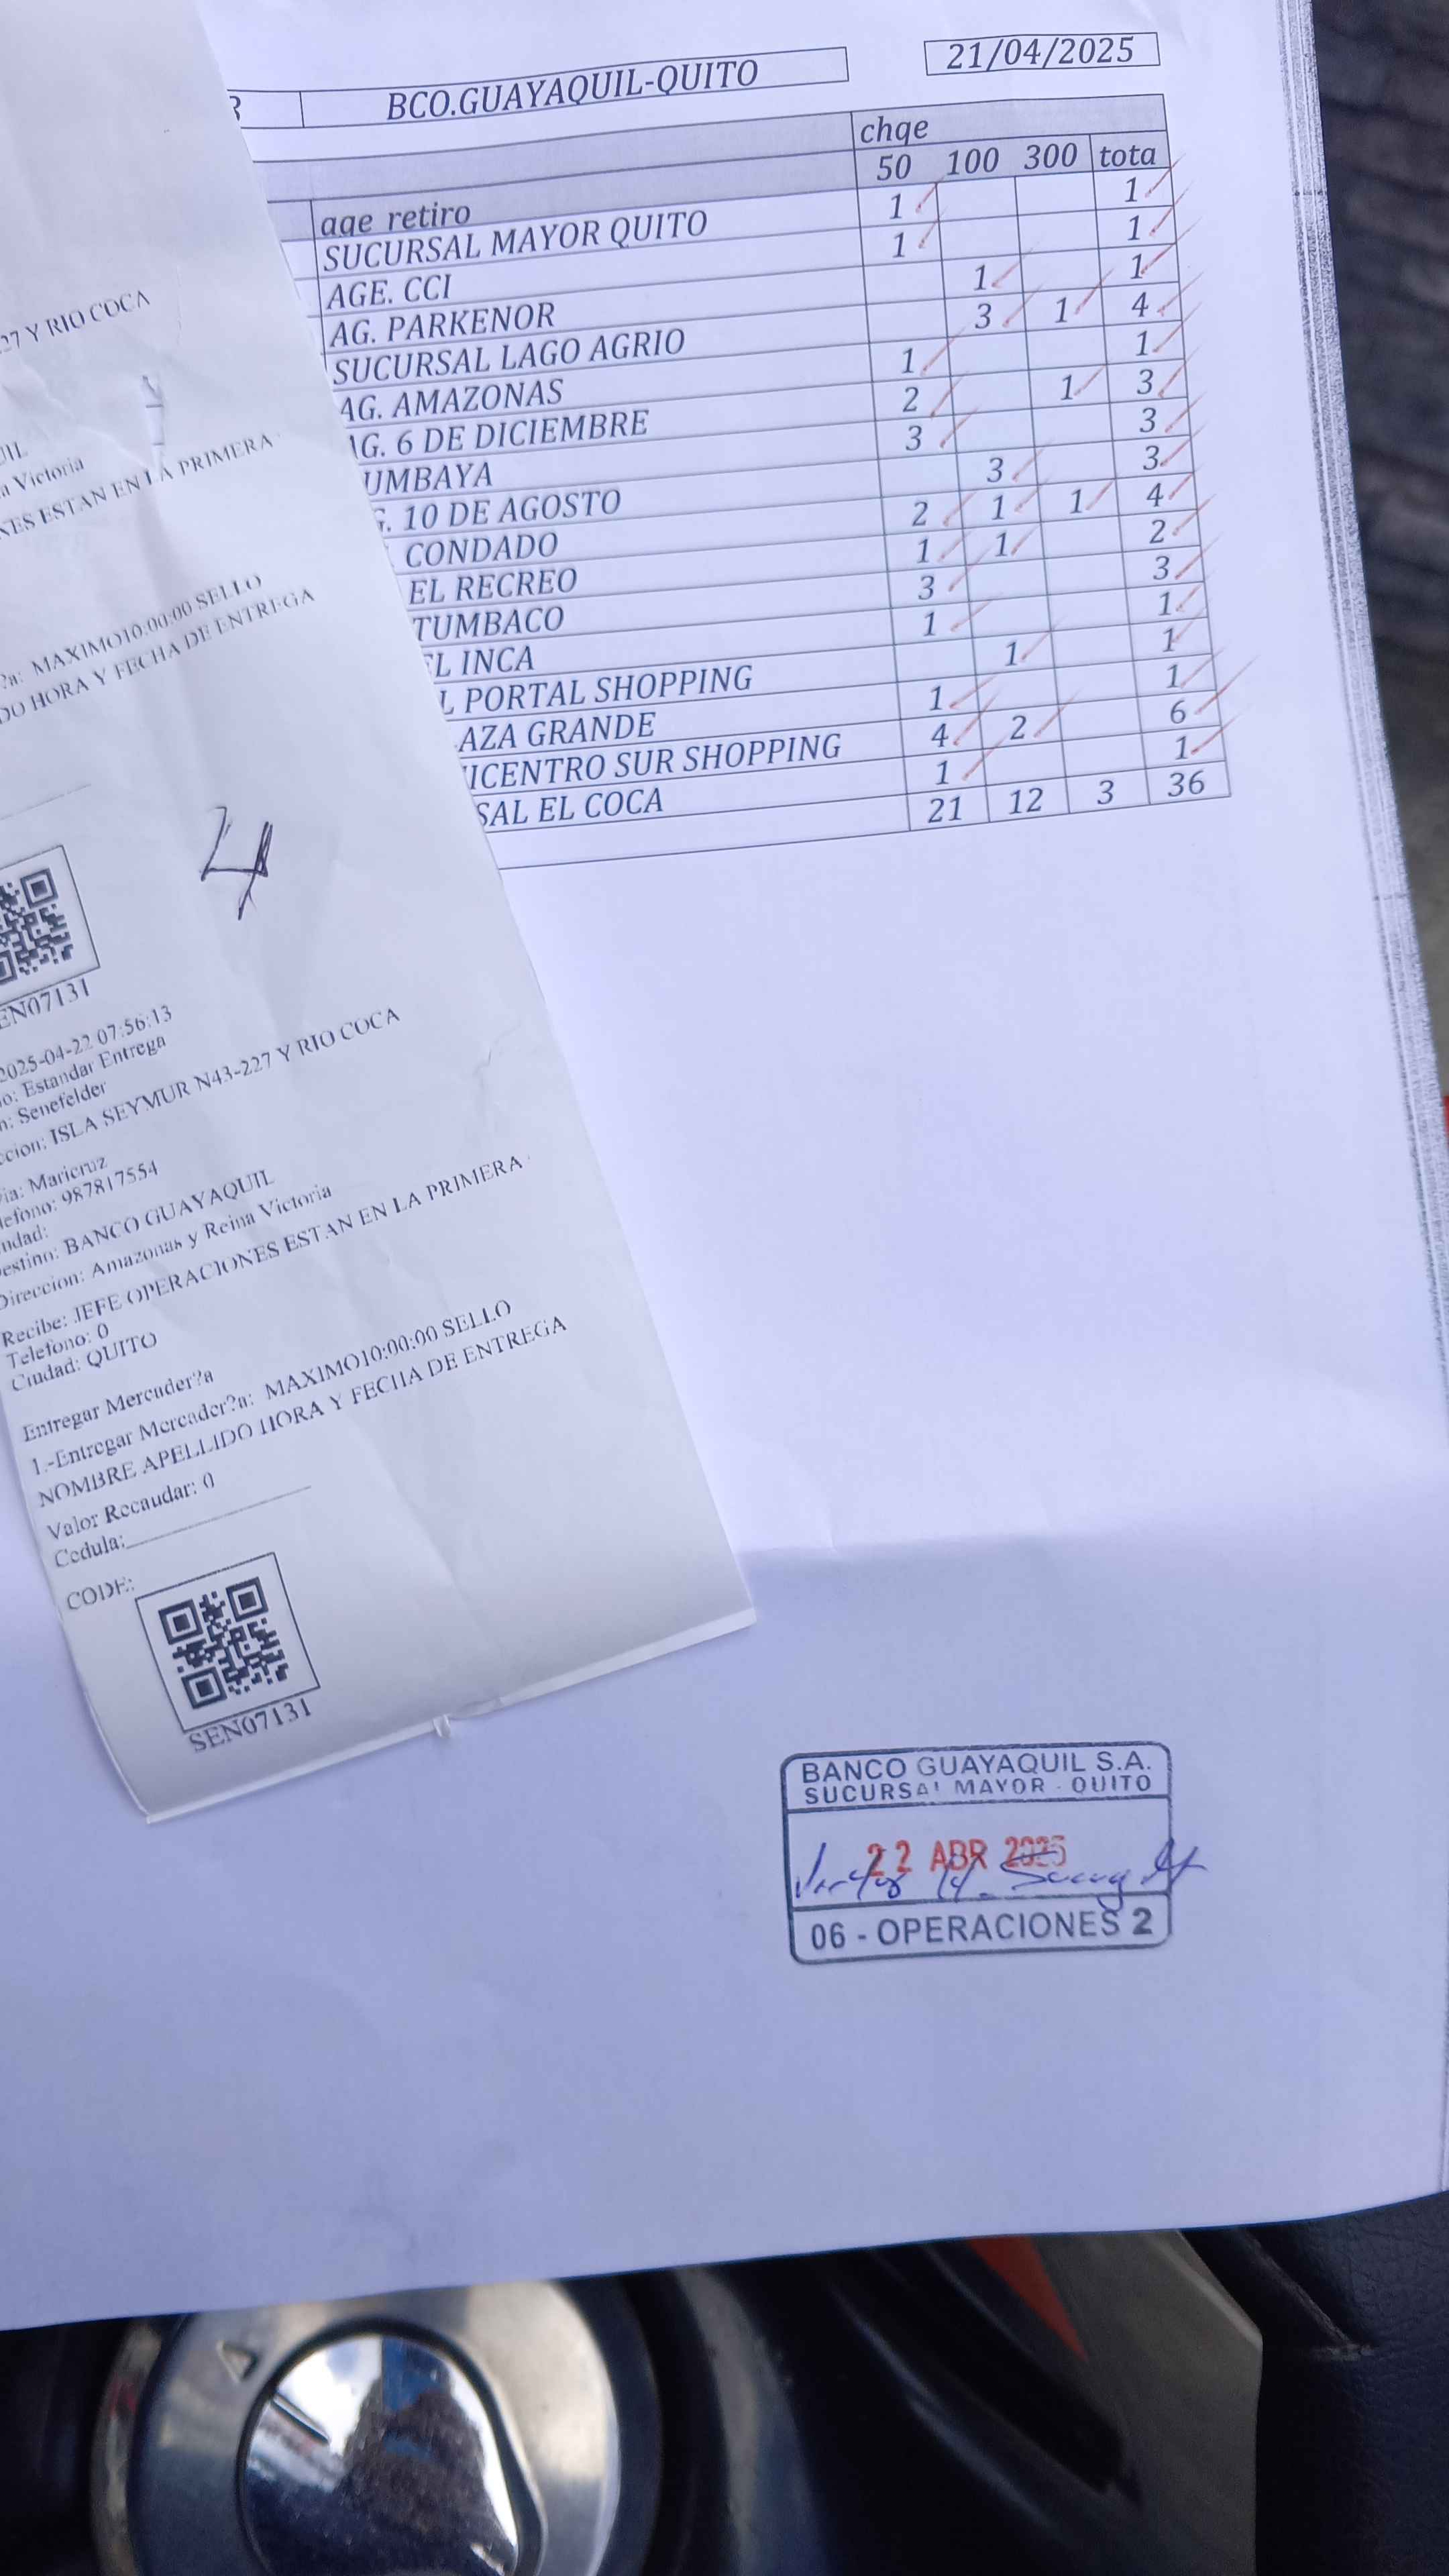 BCO.GUAYAQUIL-QUITO
21/04/2025
chqe
50 100 300 tota
age retiro
SUCURSAL MAYOR QUITO 1 1
AGE. CCI 1 1
AG. PARKENOR 1 1
SUCURSAL LAGO AGRIO 3 1 4
AG. AMAZONAS 1 1
G. 6 DE DICIEMBRE 2 1 3
UMBAYA 3 3
. 10 DE AGOSTO 3 3
CONDADO 2 1 1 4
EL RECREO 1 1 2
TUMBACO 3 3
EL INCA 1 1
L PORTAL SHOPPING 1 1
AZA GRANDE 1 1
ICENTRO SUR SHOPPING 4 2 6
SAL EL COCA 1 1
21 12 3 36
27 Y RIO COCA
UIL
a Victoria
NES ESTAN EN LA PRIMERA
?a: MAXIMO10:00:00 SELLO
DO HORA Y FECHA DE ENTREGA
4
EN07131
2025-04-22 07:56:13
o: Estandar Entrega
n: Senefelder
ccion: ISLA SEYMUR N43-227 Y RIO COCA
ia: Maricruz
lefono: 987817554
udad:
estino: BANCO GUAYAQUIL
Direccion: Amazonas y Reina Victoria
Recibe: JEFE OPERACIONES ESTAN EN LA PRIMERA
Telefono: 0
Ciudad: QUITO
Entregar Mercader?a
1.-Entregar Mercader?a: MAXIMO10:00:00 SELLO
NOMBRE APELLIDO HORA Y FECHA DE ENTREGA
Valor Recaudar: 0
Cedula:
CODE:
SEN07131
BANCO GUAYAQUIL S.A.
SUCURSAL MAYOR - QUITO
22 ABR 2025
06 - OPERACIONES 2